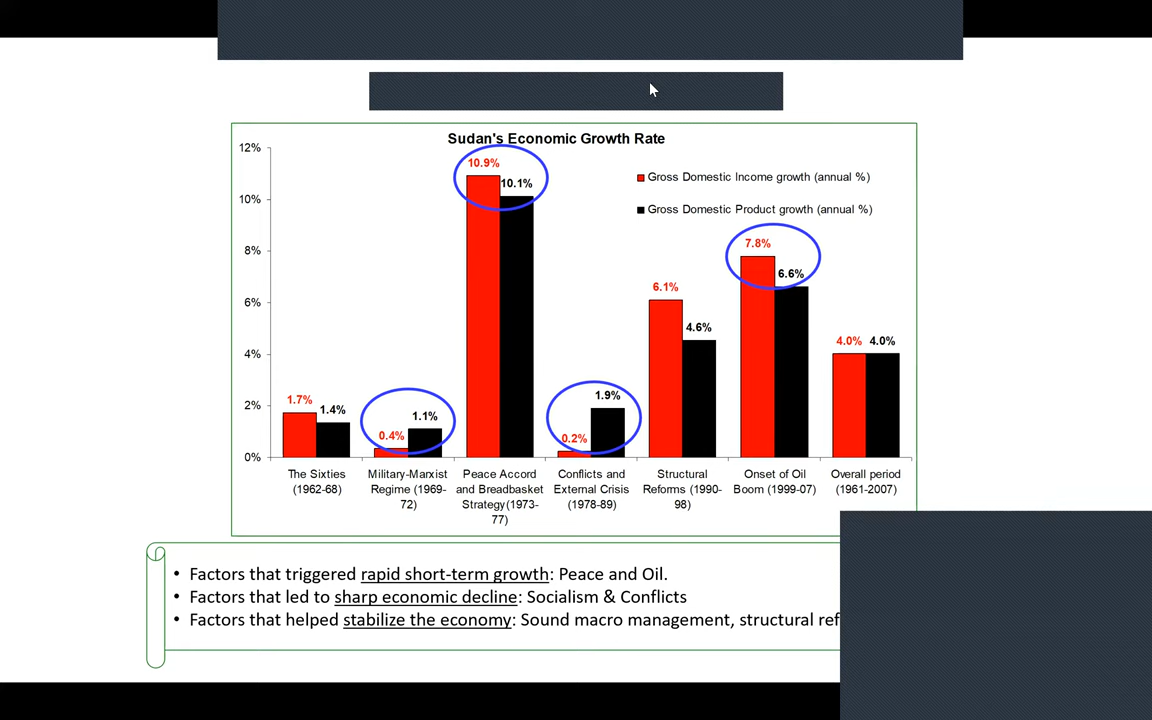 Sudan's Economic Growth Rate
12%
10%
8%
6%
4%
2%
0%
Gross Domestic Income growth (annual %)
Gross Domestic Product growth (annual %)
1.7%
1.4%
0.4%
1.1%
10.9%
10.1%
0.2%
1.9%
6.1%
4.6%
7.8%
6.6%
4.0%
4.0%
The Sixties
(1962-68)
Military-Marxist
Regime (1969-
72)
Peace Accord
and Breadbasket
Strategy(1973-
77)
Conflicts and
External Crisis
(1978-89)
Structural
Reforms (1990-
98)
Onset of Oil
Boom (1999-07)
Overall period
(1961-2007)
• Factors that triggered rapid short-term growth: Peace and Oil.
• Factors that led to sharp economic decline: Socialism & Conflicts
• Factors that helped stabilize the economy: Sound macro management, structural